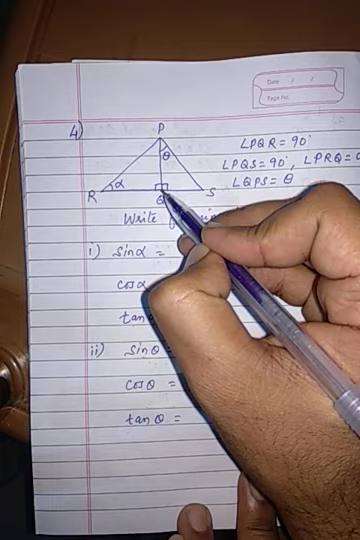 Date / /
Page No.
4)
P
θ
α
R
Q
S
∟PQR = 90°
∟PQS = 90°, ∟PRQ =
∟QPS = θ
Write
i) sinα =
cosα
tan
ii) sinθ
cosθ =
tanθ =